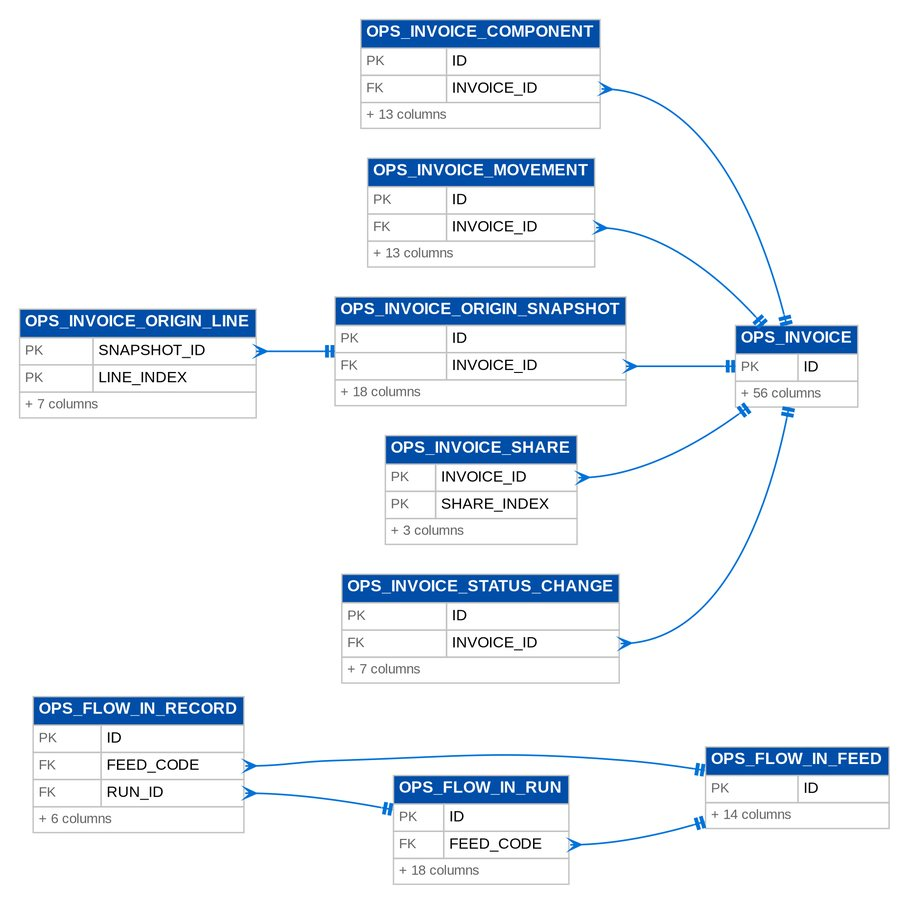 OPS_INVOICE_COMPONENT
PK ID
FK INVOICE_ID
+ 13 columns
OPS_INVOICE_MOVEMENT
PK ID
FK INVOICE_ID
+ 13 columns
OPS_INVOICE_ORIGIN_LINE
PK SNAPSHOT_ID
PK LINE_INDEX
+ 7 columns
OPS_INVOICE_ORIGIN_SNAPSHOT
PK ID
FK INVOICE_ID
+ 18 columns
OPS_INVOICE
PK ID
+ 56 columns
OPS_INVOICE_SHARE
PK INVOICE_ID
PK SHARE_INDEX
+ 3 columns
OPS_INVOICE_STATUS_CHANGE
PK ID
FK INVOICE_ID
+ 7 columns
OPS_FLOW_IN_RECORD
PK ID
FK FEED_CODE
FK RUN_ID
+ 6 columns
OPS_FLOW_IN_RUN
PK ID
FK FEED_CODE
+ 18 columns
OPS_FLOW_IN_FEED
PK ID
+ 14 columns